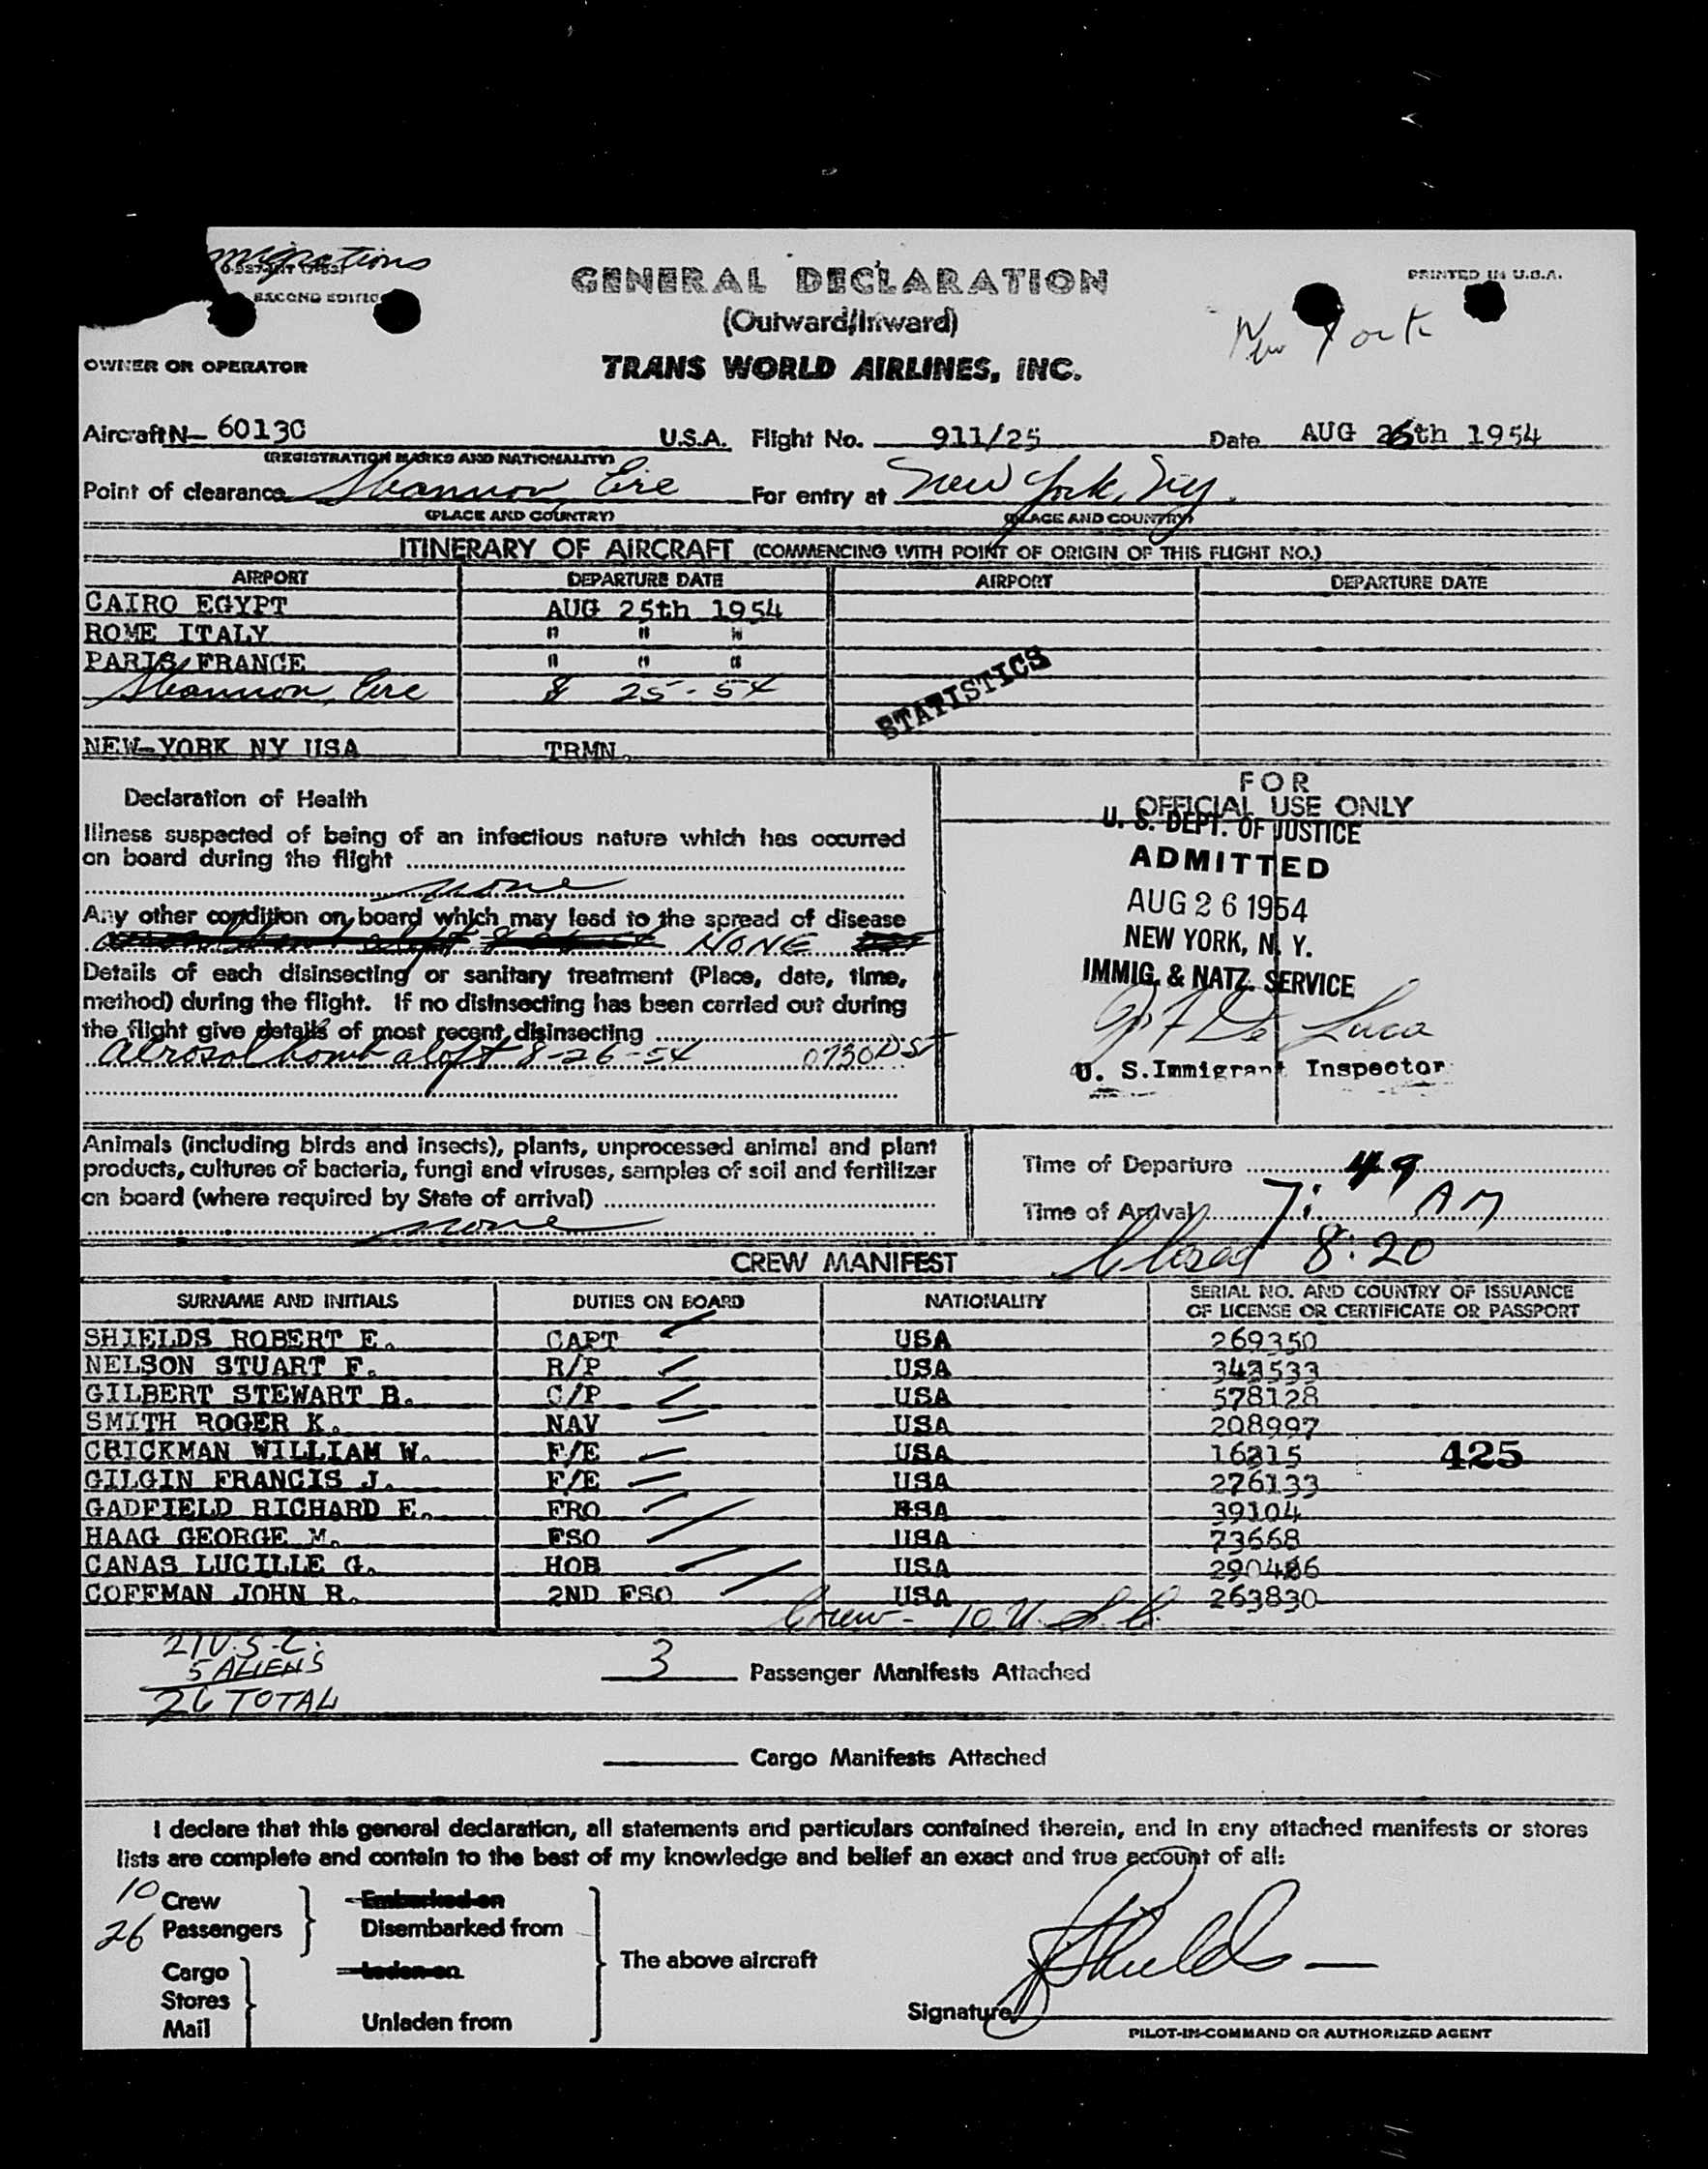 migrations
SECOND EDITIO
GENERAL DECLARATION
PRINTED IN U.S.A.
(Outward/Inward)
New York
OWNER OR OPERATOR
TRANS WORLD AIRLINES, INC.
Aircraft N- 60130 U.S.A. Flight No. 911/25 Date AUG 26th 1954
(REGISTRATION MARKS AND NATIONALITY)
Point of clearance Shannon, Eire For entry at New York, Ny.
(PLACE AND COUNTRY) (PLACE AND COUNTRY)
ITINERARY OF AIRCRAFT (COMMENCING WITH POINT OF ORIGIN OF THIS FLIGHT NO.)
AIRPORT DEPARTURE DATE AIRPORT DEPARTURE DATE
CAIRO EGYPT AUG 25th 1954
ROME ITALY " " "
PARIS FRANCE " " "
Shannon, Eire 8 25-54
STATISTICS
NEW-YORK NY USA TRMN.
Declaration of Health
Illness suspected of being of an infectious nature which has occurred
on board during the flight
none
Any other condition on board which may lead to the spread of disease
NONE
Details of each disinsecting or sanitary treatment (Place, date, time,
method) during the flight. If no disinsecting has been carried out during
the flight give details of most recent disinsecting
aerosol bomb aloft 8-26-54 0730 DST
FOR
OFFICIAL USE ONLY
U. S. DEPT. OF JUSTICE
ADMITTED
AUG 26 1954
NEW YORK, N. Y.
IMMIG. & NATZ. SERVICE
De Luca
U. S. Immigrant Inspector
Animals (including birds and insects), plants, unprocessed animal and plant
products, cultures of bacteria, fungi and viruses, samples of soil and fertilizer
on board (where required by State of arrival)
none
Time of Departure
Time of Arrival 7:49 AM
Closed 8:20
CREW MANIFEST
SURNAME AND INITIALS DUTIES ON BOARD NATIONALITY SERIAL NO. AND COUNTRY OF ISSUANCE
OF LICENSE OR CERTIFICATE OR PASSPORT
SHIELDS ROBERT E. CAPT USA 269350
NELSON STUART F. R/P USA 343533
GILBERT STEWART B. C/P USA 578128
SMITH ROGER K. NAV USA 208997
CRICKMAN WILLIAM W. F/E USA 16215 425
GILGIN FRANCIS J. F/E USA 276133
GADFIELD RICHARD E. FRO USA 39104
HAAG GEORGE M. FSO USA 73668
CANAS LUCILLE G. HOS USA 290486
COFFMAN JOHN R. 2ND FSO USA 263830
Crew - 10 U.S.C.
21 U.S.C.
5 ALIENS
26 TOTAL
3 Passenger Manifests Attached
Cargo Manifests Attached
I declare that this general declaration, all statements and particulars contained therein, and in any attached manifests or stores
lists are complete and contain to the best of my knowledge and belief an exact and true account of all:
10 Crew Embarked on
26 Passengers Disembarked from
The above aircraft
Cargo Laden on
Stores
Mail Unladen from
Signature Shields
PILOT-IN-COMMAND OR AUTHORIZED AGENT